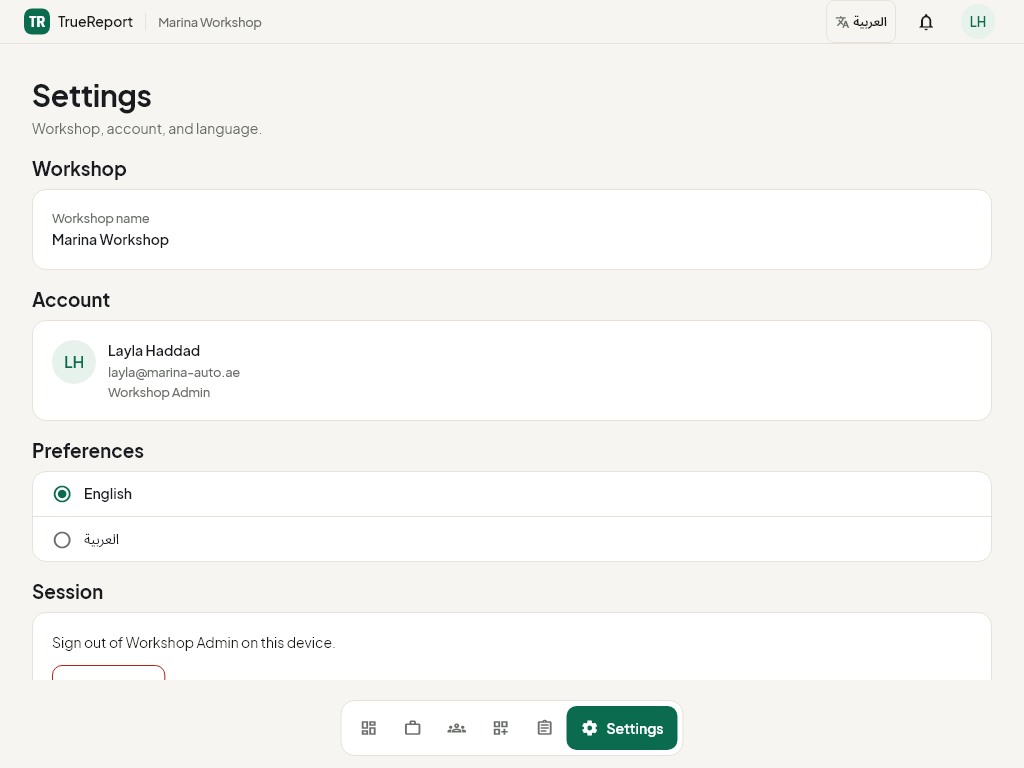 TR TrueReport Marina Workshop العربية LH
Settings
Workshop, account, and language.
Workshop
Workshop name
Marina Workshop
Account
LH
Layla Haddad
layla@marina-auto.ae
Workshop Admin
Preferences
English
العربية
Session
Sign out of Workshop Admin on this device.
Settings